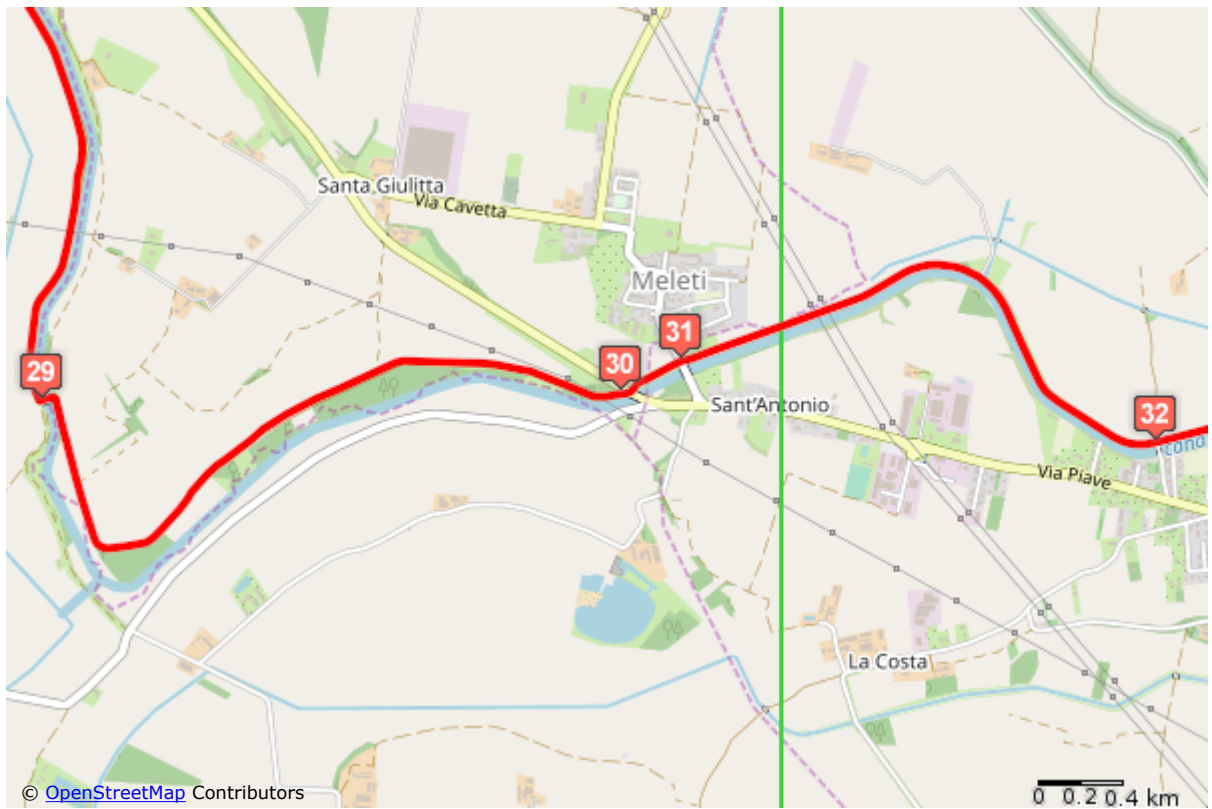 Santa Giulitta
Via Cavetta
Meleti
29
30
31
Sant'Antonio
32
cond
Via Piave
La Costa
© OpenStreetMap Contributors
0 0.2 0.4 km